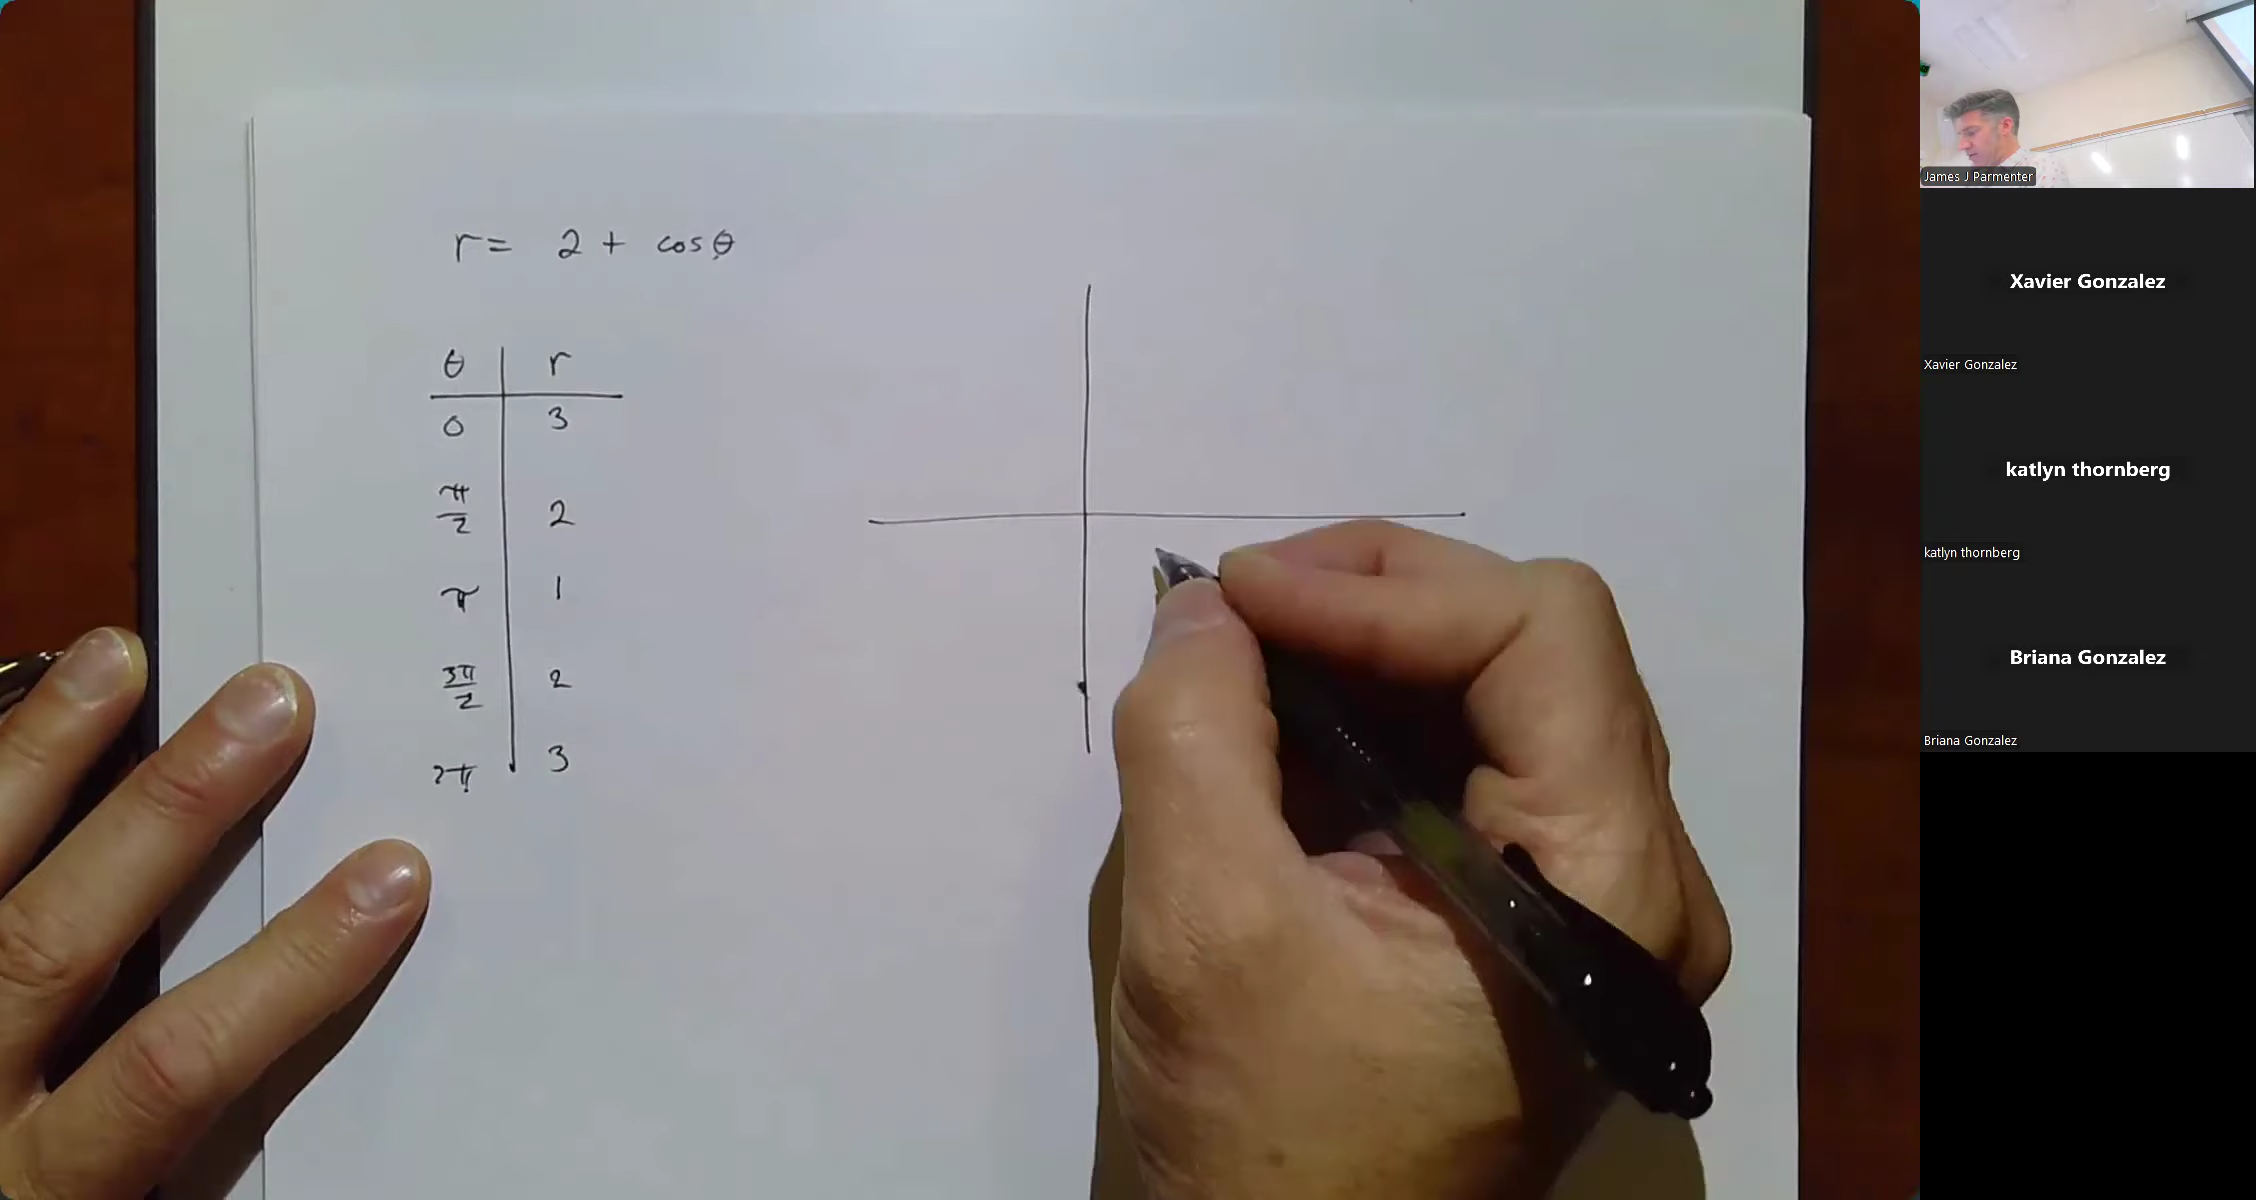 r = 2 + cos θ
θ r
0 3
π/2 2
π 1
3π/2 2
2π 3
James J Parmenter
Xavier Gonzalez
Xavier Gonzalez
katlyn thornberg
katlyn thornberg
Briana Gonzalez
Briana Gonzalez